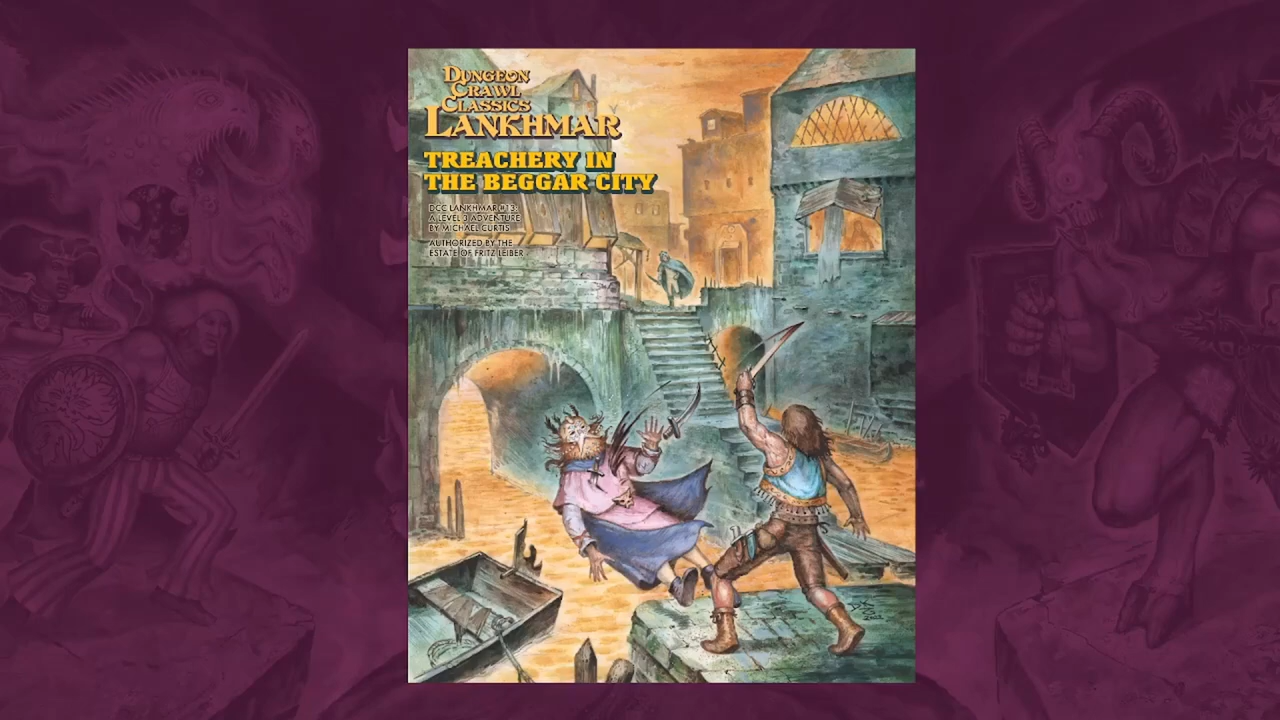 DUNGEON
CRAWL
CLASSICS
LANKHMAR
TREACHERY IN
THE BEGGAR CITY
DCC LANKHMAR #13:
A LEVEL 3 ADVENTURE
BY MICHAEL CURTIS
AUTHORIZED BY THE
ESTATE OF FRITZ LEIBER